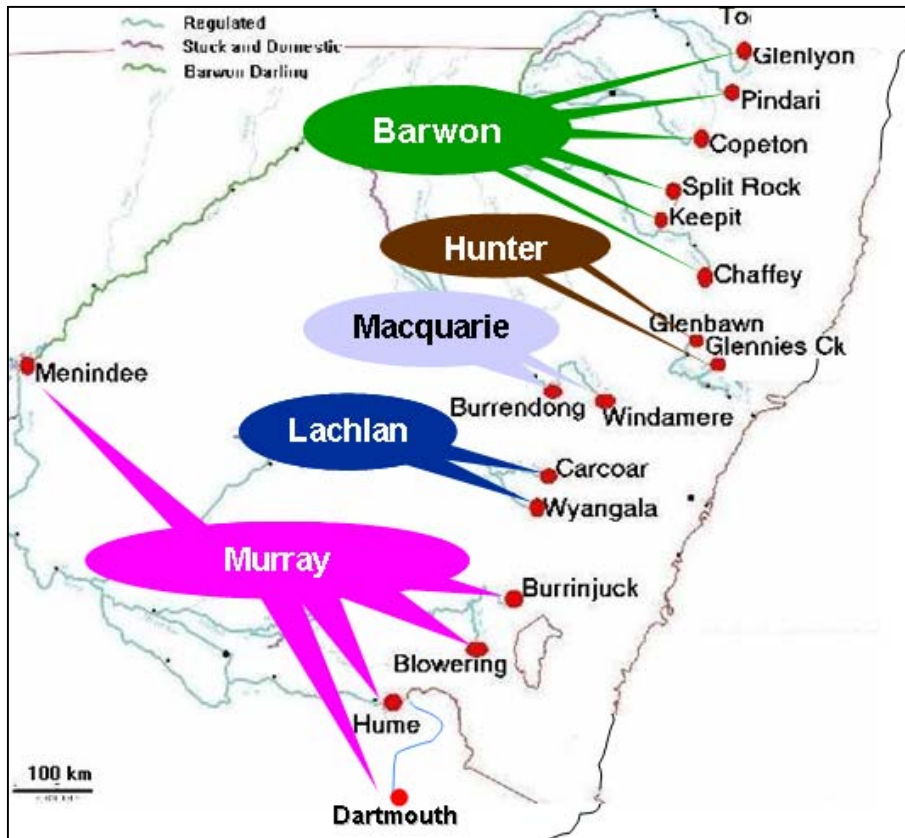 Regulated
Stock and Domestic
Barwon Darling
Glenlyon
Pindari
Barwon
Copeton
Split Rock
Keepit
Hunter
Chaffey
Macquarie
Glenbawn
Glennies Ck
Menindee
Burrendong
Windamere
Lachlan
Carcoar
Wyangala
Murray
Burrinjuck
Blowering
Hume
100 km
Dartmouth